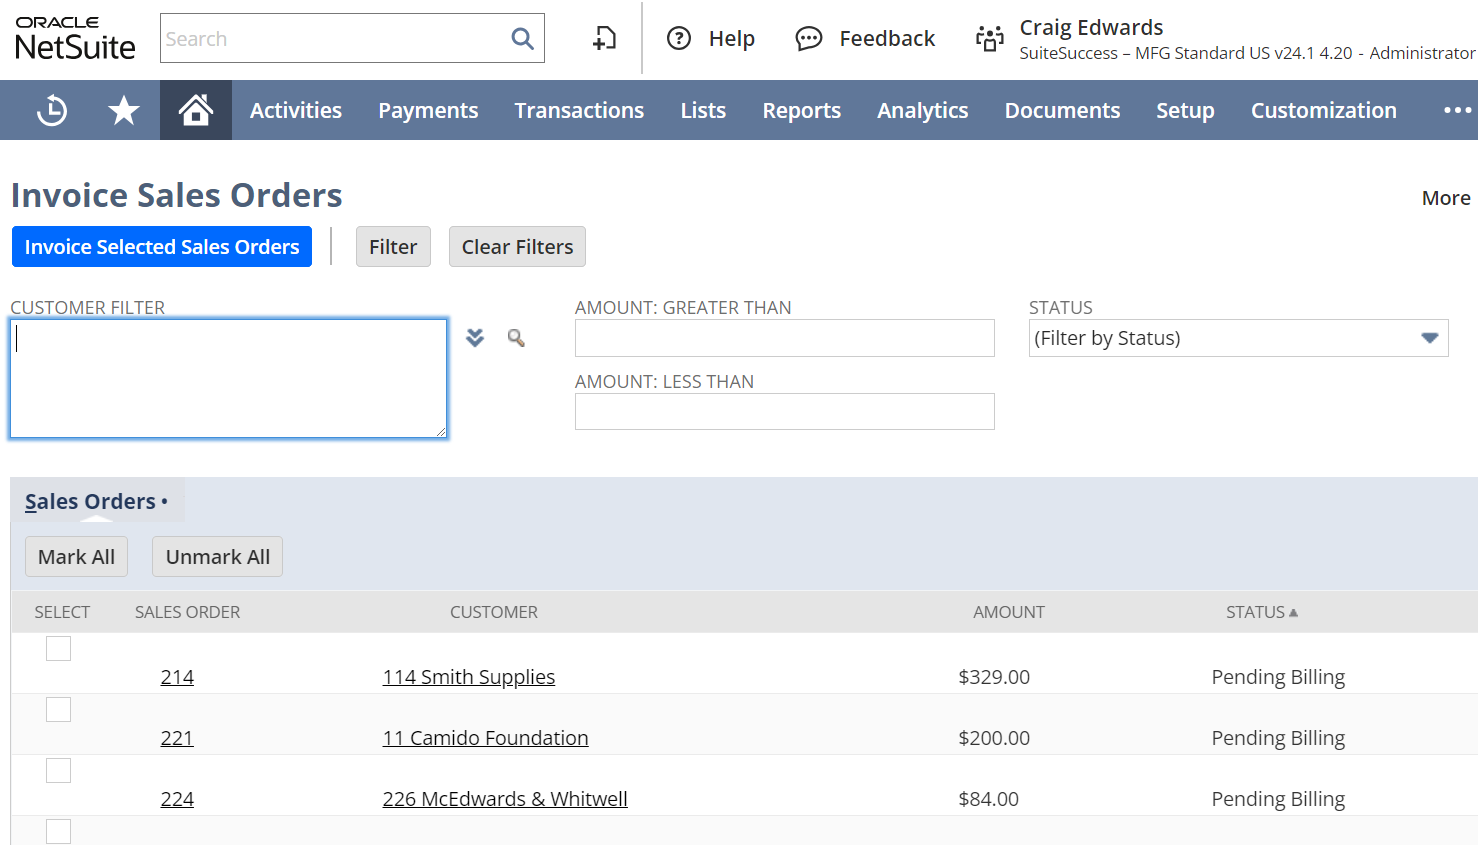 ORACLE
NetSuite
Search
Help
Feedback
Craig Edwards
SuiteSuccess – MFG Standard US v24.1 4.20 - Administrator
Activities
Payments
Transactions
Lists
Reports
Analytics
Documents
Setup
Customization
Invoice Sales Orders
More
Invoice Selected Sales Orders
Filter
Clear Filters
CUSTOMER FILTER
AMOUNT: GREATER THAN
STATUS
(Filter by Status)
AMOUNT: LESS THAN
Sales Orders •
Mark All
Unmark All
SELECT SALES ORDER CUSTOMER AMOUNT STATUS
214 114 Smith Supplies $329.00 Pending Billing
221 11 Camido Foundation $200.00 Pending Billing
224 226 McEdwards & Whitwell $84.00 Pending Billing